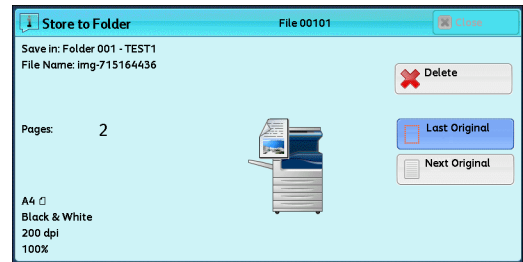 Store to Folder
File 00101
Close
Save in: Folder 001 - TEST1
File Name: img-715164436
Delete
Pages: 2
Last Original
Next Original
A4
Black & White
200 dpi
100%